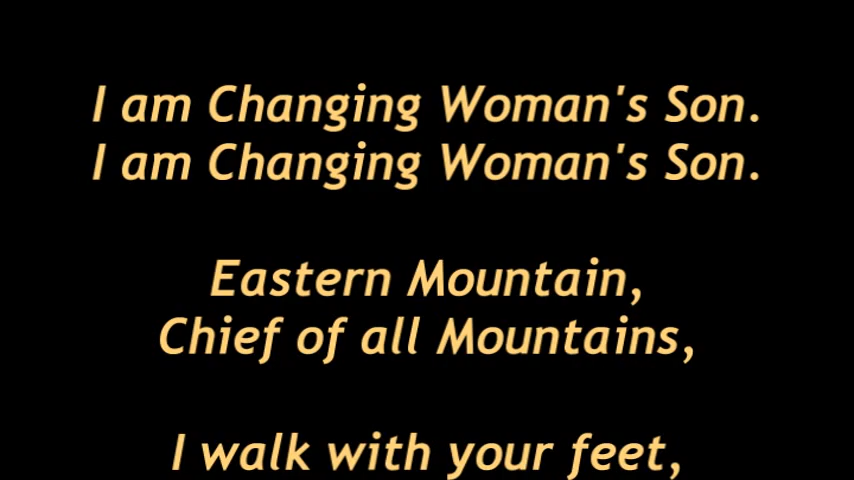 I am Changing Woman's Son.
I am Changing Woman's Son.
Eastern Mountain,
Chief of all Mountains,
I walk with your feet,